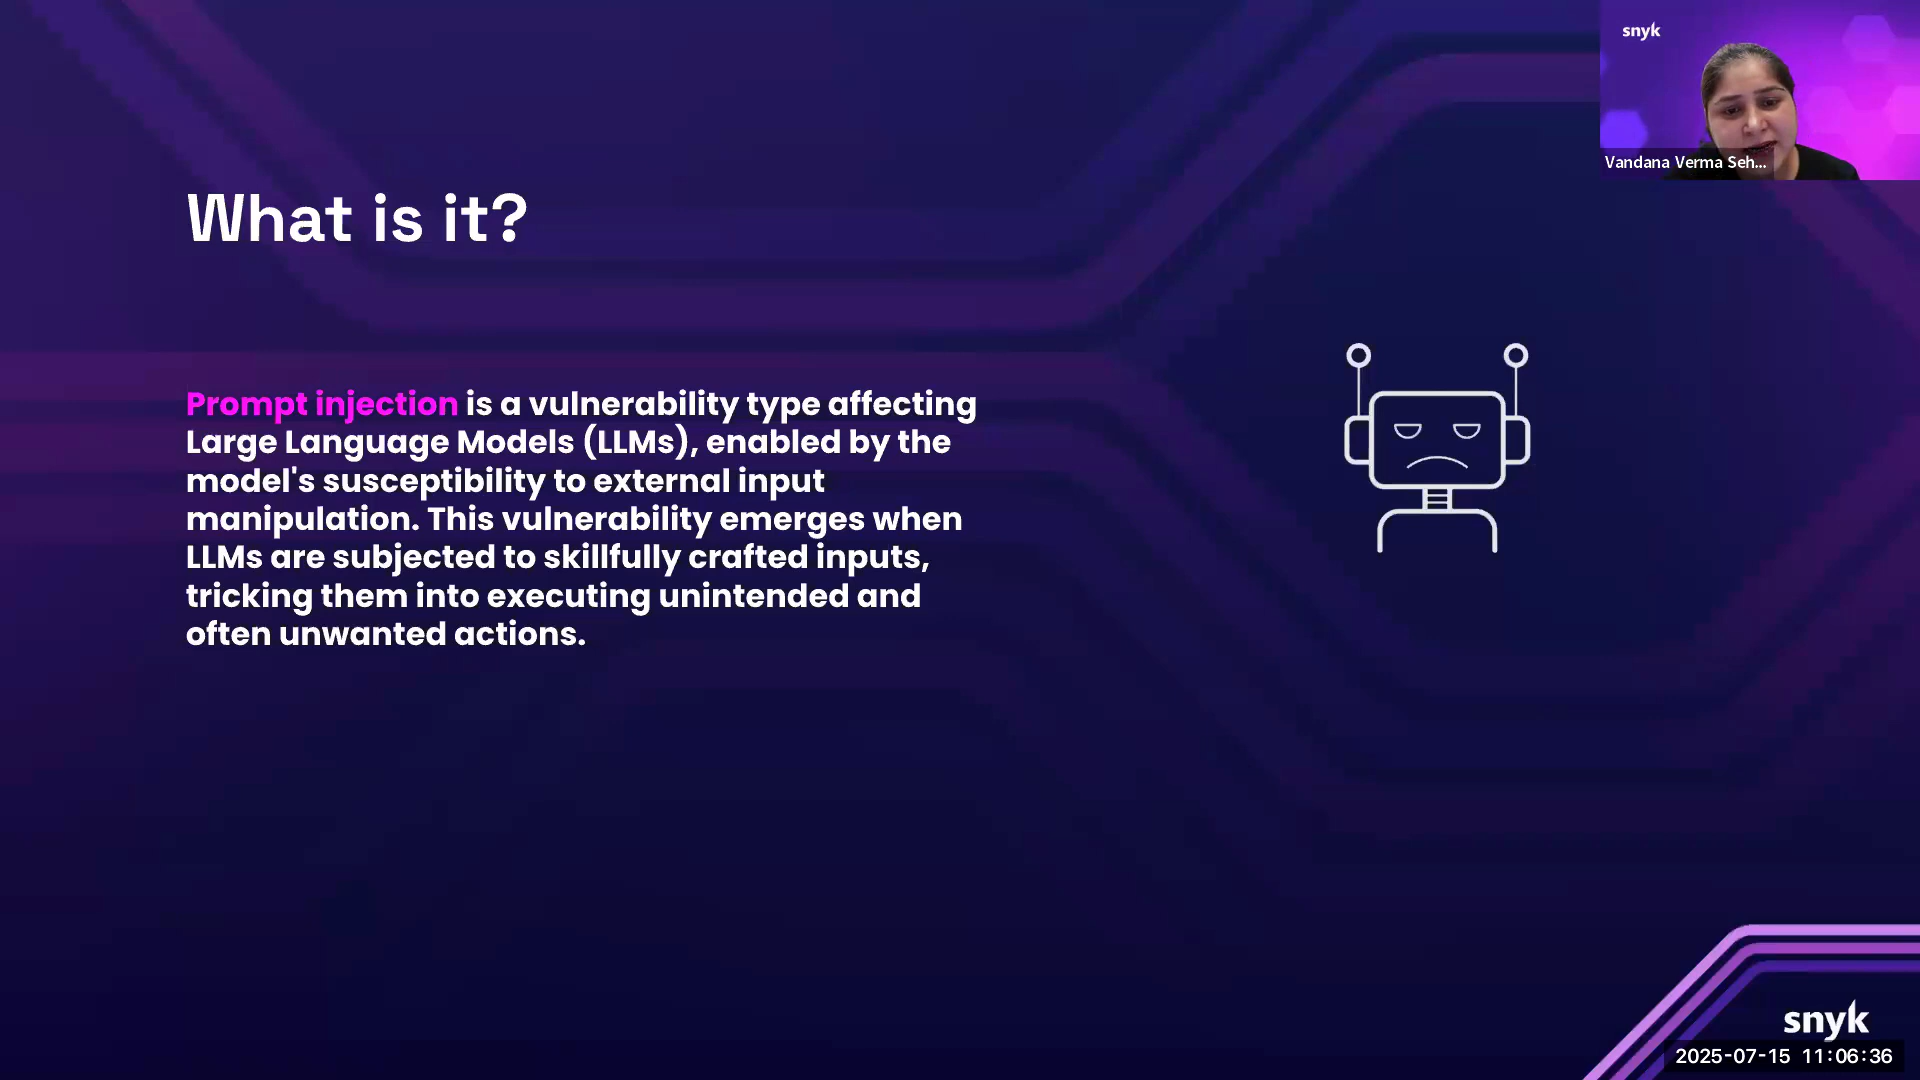 snyk
Vandana Verma Seh...
What is it?
Prompt injection is a vulnerability type affecting
Large Language Models (LLMs), enabled by the
model's susceptibility to external input
manipulation. This vulnerability emerges when
LLMs are subjected to skillfully crafted inputs,
tricking them into executing unintended and
often unwanted actions.
snyk
2025-07-15 11:06:36